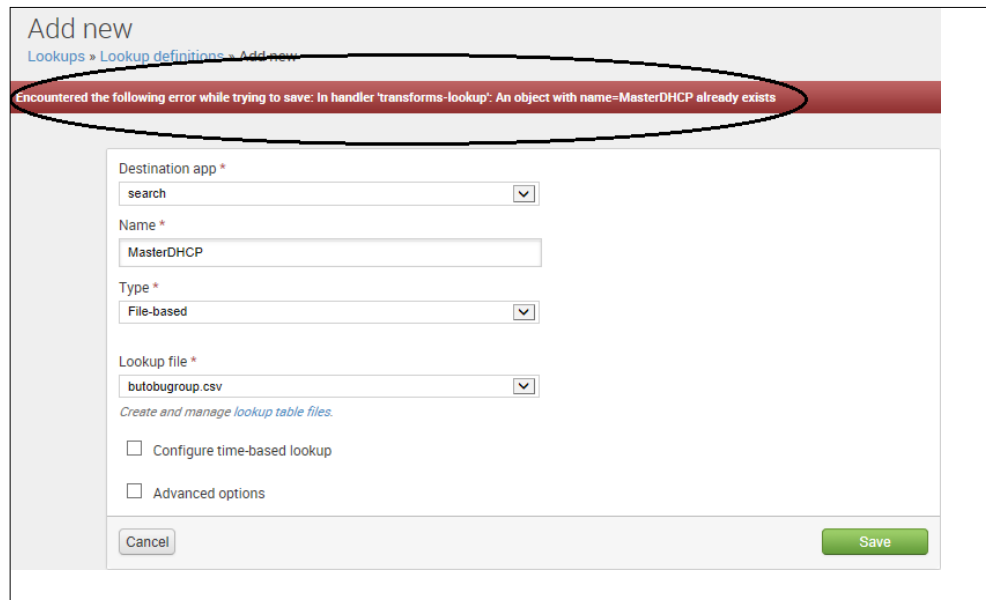 Add new
Lookups » Lookup definitions » Add new
Encountered the following error while trying to save: In handler 'transforms-lookup': An object with name=MasterDHCP already exists
Destination app *
search
Name *
MasterDHCP
Type *
File-based
Lookup file *
butobugroup.csv
Create and manage lookup table files.
Configure time-based lookup
Advanced options
Cancel Save